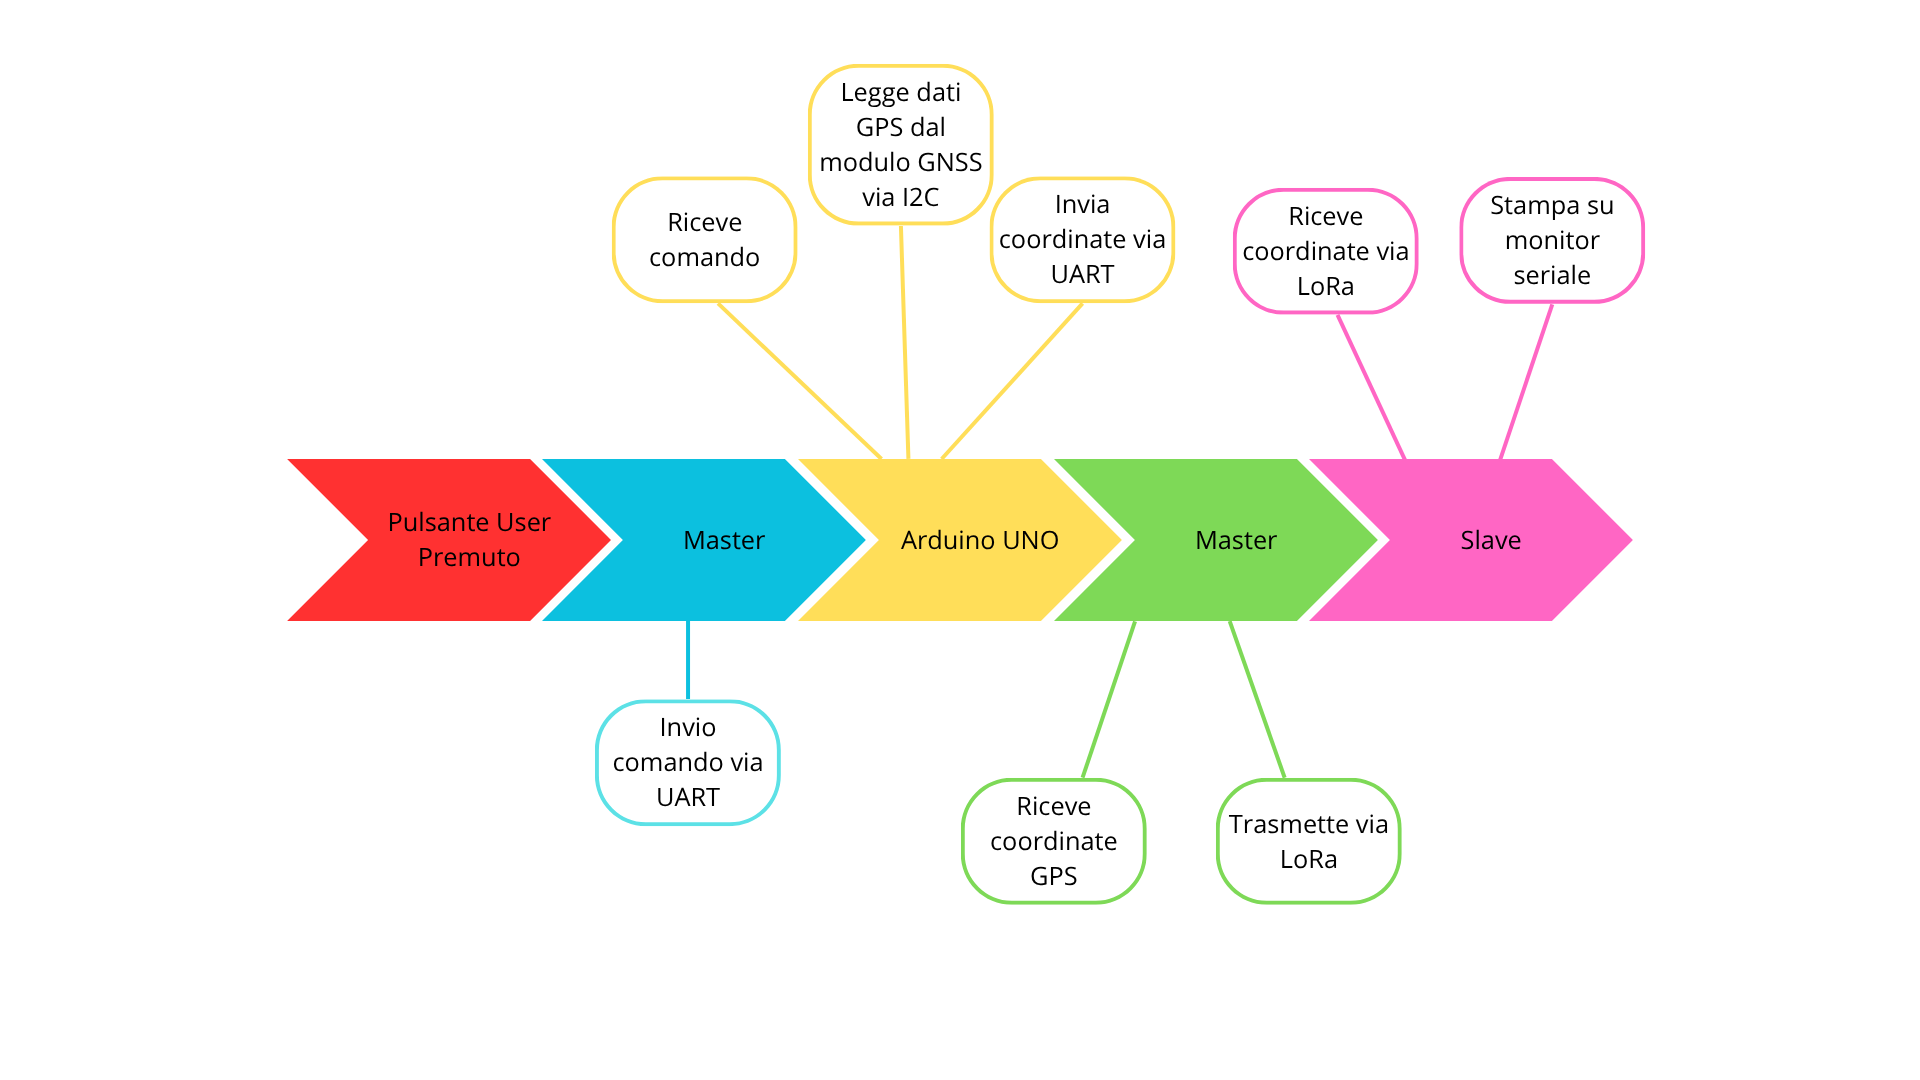 Legge dati
GPS dal
modulo GNSS
via I2C
Riceve
comando
Invia
coordinate via
UART
Riceve
coordinate via
LoRa
Stampa su
monitor
seriale
Pulsante User
Premuto
Master
Arduino UNO
Master
Slave
Invio
comando via
UART
Riceve
coordinate
GPS
Trasmette via
LoRa